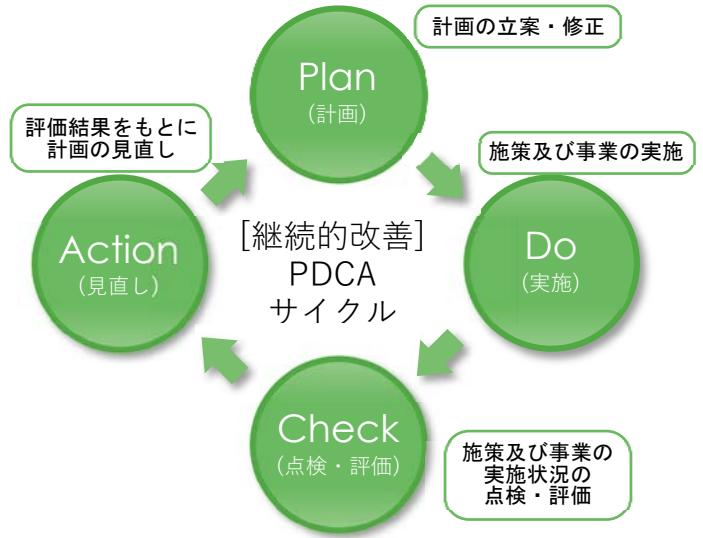 計画の立案・修正
Plan
(計画)
評価結果をもとに
計画の見直し
施策及び事業の実施
Action
(見直し)
[継続的改善]
PDCA
サイクル
Do
(実施)
Check
(点検・評価)
施策及び事業の
実施状況の
点検・評価